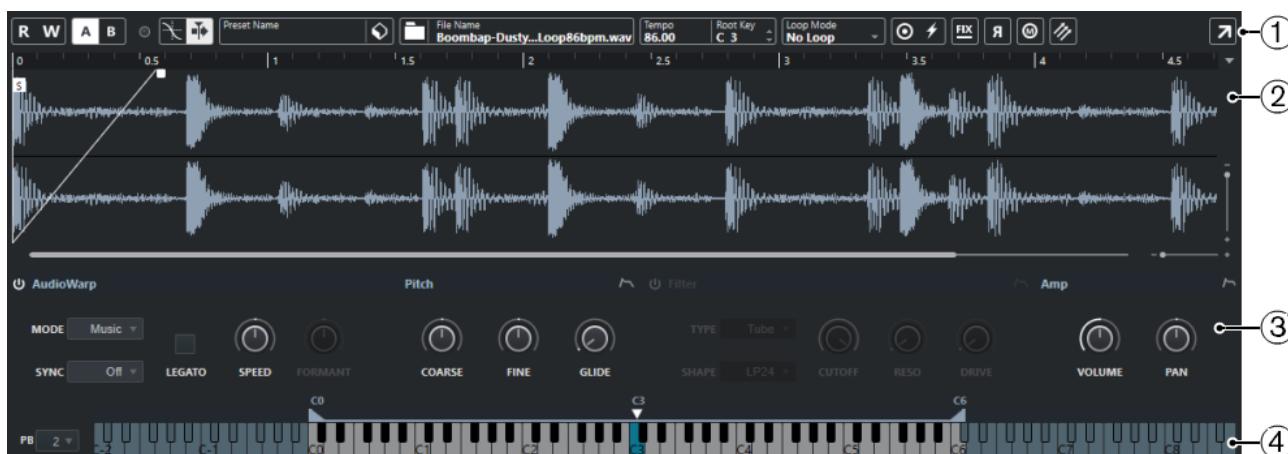 R W A B Preset Name File Name Tempo Root Key Loop Mode FIX R M 1
Boombap-Dusty...Loop86bpm.wav 86.00 C 3 No Loop
0 0.5 1 1.5 2 2.5 3 3.5 4 4.5
S
2
AudioWarp Pitch Filter Amp
MODE Music TYPE Tube 3
SYNC Off LEGATO SPEED FORMANT COARSE FINE GLIDE SHAPE LP24 CUTOFF RESO DRIVE VOLUME PAN
C0 C3 C6
PB 2 C-2 C-1 C0 C1 C2 C3 C4 C5 C6 C7 C8 4